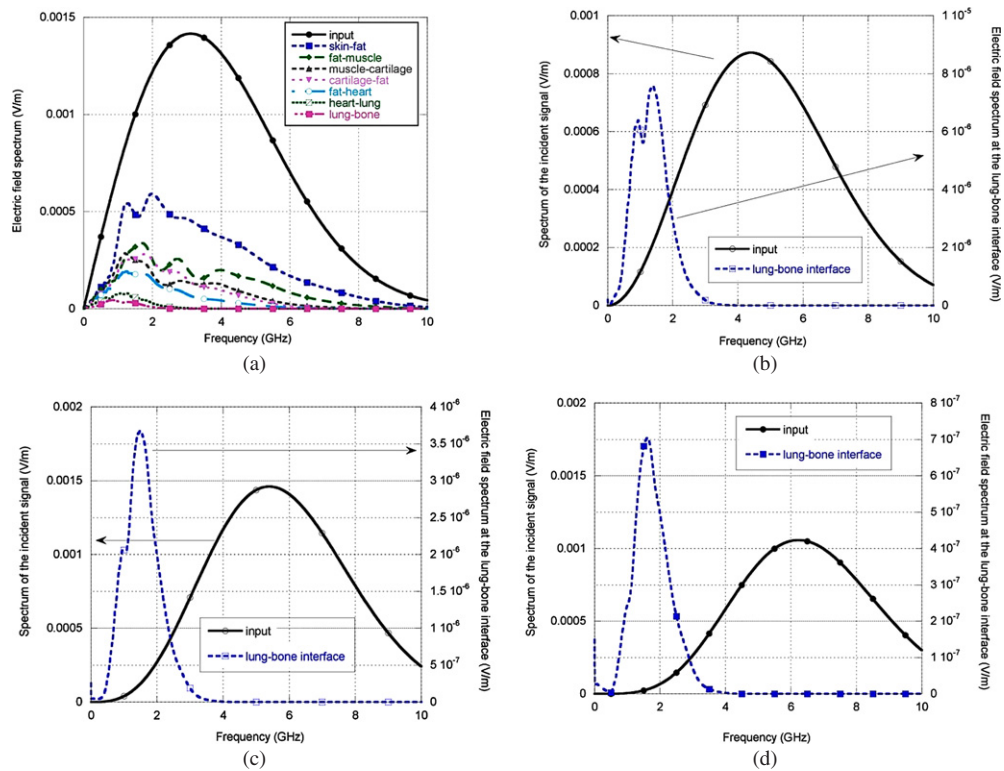 0.0015
0.001
0.0005
0
Electric field spectrum (V/m)
0 2 4 6 8 10
Frequency (GHz)
input
skin-fat
fat-muscle
muscle-cartilage
cartilage-fat
fat-heart
heart-lung
lung-bone
(a)
0.001
0.0008
0.0006
0.0004
0.0002
0
Spectrum of the incident signal (V/m)
1 10⁻⁵
8 10⁻⁶
6 10⁻⁶
4 10⁻⁶
2 10⁻⁶
0
Electric field spectrum at the lung-bone interface (V/m)
input
lung-bone interface
0 2 4 6 8 10
Frequency (GHz)
(b)
0.002
0.0015
0.001
0.0005
0
Spectrum of the incident signal (V/m)
4 10⁻⁶
3.5 10⁻⁶
3 10⁻⁶
2.5 10⁻⁶
2 10⁻⁶
1.5 10⁻⁶
1 10⁻⁶
5 10⁻⁷
0
Electric field spectrum at the lung-bone interface (V/m)
input
lung-bone interface
0 2 4 6 8 10
Frequency (GHz)
(c)
0.002
0.0015
0.001
0.0005
0
Spectrum of the incident signal (V/m)
8 10⁻⁷
7 10⁻⁷
6 10⁻⁷
5 10⁻⁷
4 10⁻⁷
3 10⁻⁷
2 10⁻⁷
1 10⁻⁷
0
Electric field spectrum at the lung-bone interface (V/m)
input
lung-bone interface
0 2 4 6 8 10
Frequency (GHz)
(d)